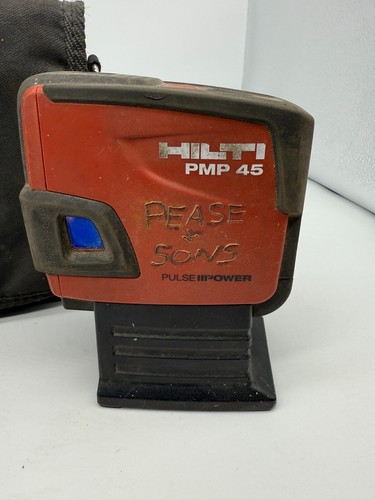 HILTI
PMP 45
PEASE
+
SONS
PULSE POWER